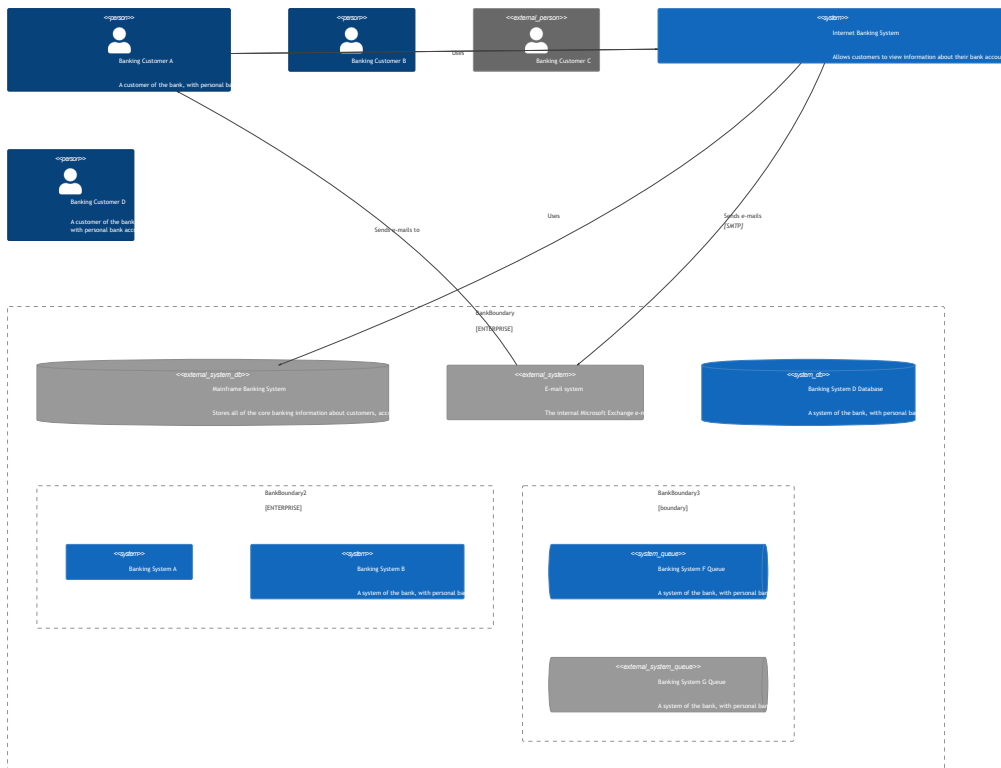 <<person>>
Banking Customer A
A customer of the bank, with personal ba
<<person>>
Banking Customer B
<<external_person>>
Banking Customer C
<<system>>
Internet Banking System
Allows customers to view information about their bank accou
Uses
<<person>>
Banking Customer D
A customer of the bank
with personal bank acc
Sends e-mails to
Uses
Sends e-mails
[SMTP]
BankBoundary
[ENTERPRISE]
<<external_system_db>>
Mainframe Banking System
Stores all of the core banking information about customers, acco
<<external_system>>
E-mail system
The internal Microsoft Exchange e-m
<<system_db>>
Banking System D Database
A system of the bank, with personal ba
BankBoundary2
[ENTERPRISE]
<<system>>
Banking System A
<<system>>
Banking System B
A system of the bank, with personal ban
BankBoundary3
[boundary]
<<system_queue>>
Banking System F Queue
A system of the bank, with personal ban
<<external_system_queue>>
Banking System G Queue
A system of the bank, with personal ban